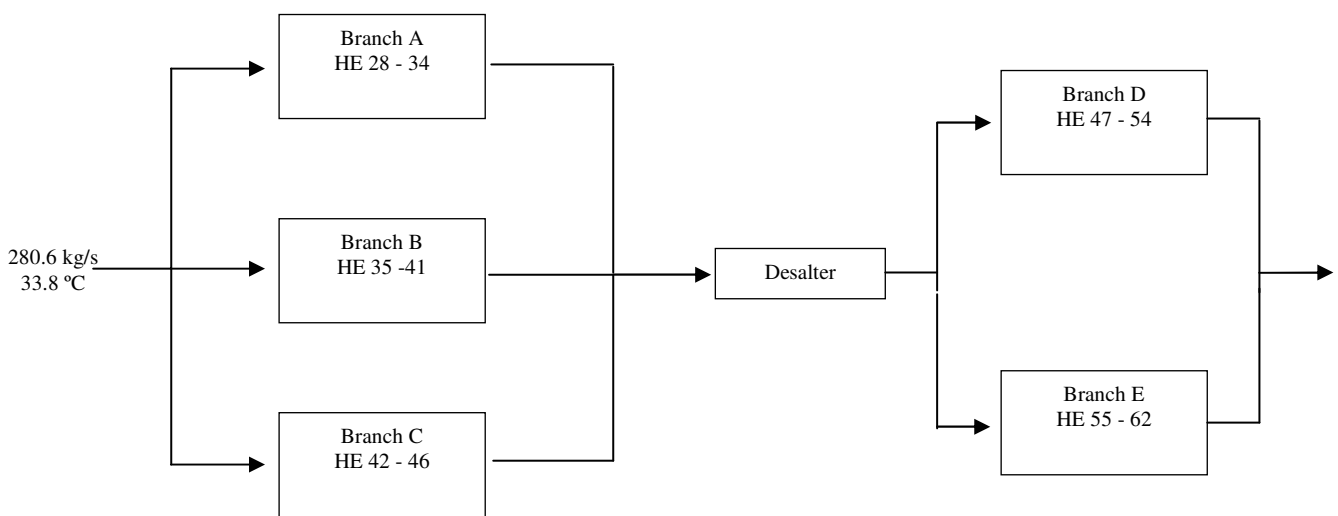 Branch A
HE 28 - 34
Branch B
HE 35 -41
280.6 kg/s
33.8 ºC
Branch C
HE 42 - 46
Desalter
Branch D
HE 47 - 54
Branch E
HE 55 - 62